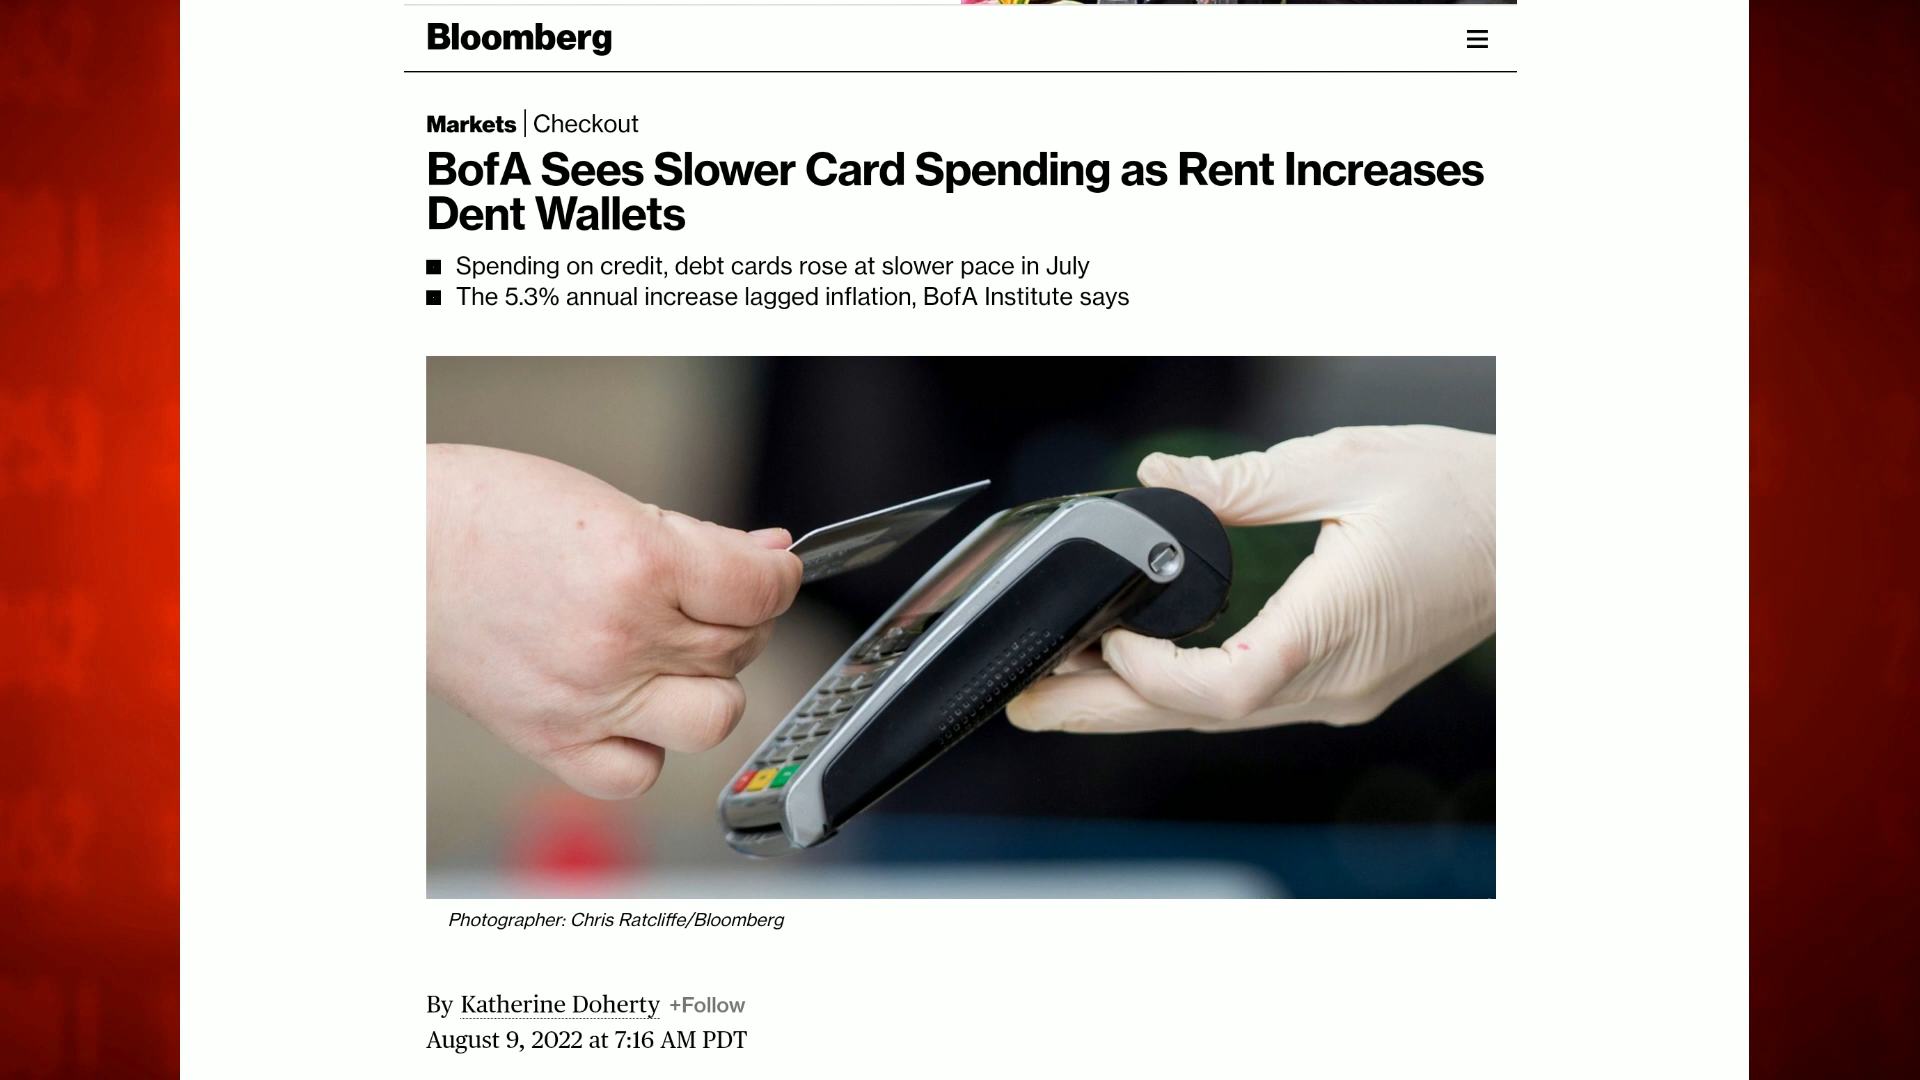 Bloomberg
Markets | Checkout
BofA Sees Slower Card Spending as Rent Increases
Dent Wallets
Spending on credit, debt cards rose at slower pace in July
The 5.3% annual increase lagged inflation, BofA Institute says
Photographer: Chris Ratcliffe/Bloomberg
By Katherine Doherty +Follow
August 9, 2022 at 7:16 AM PDT